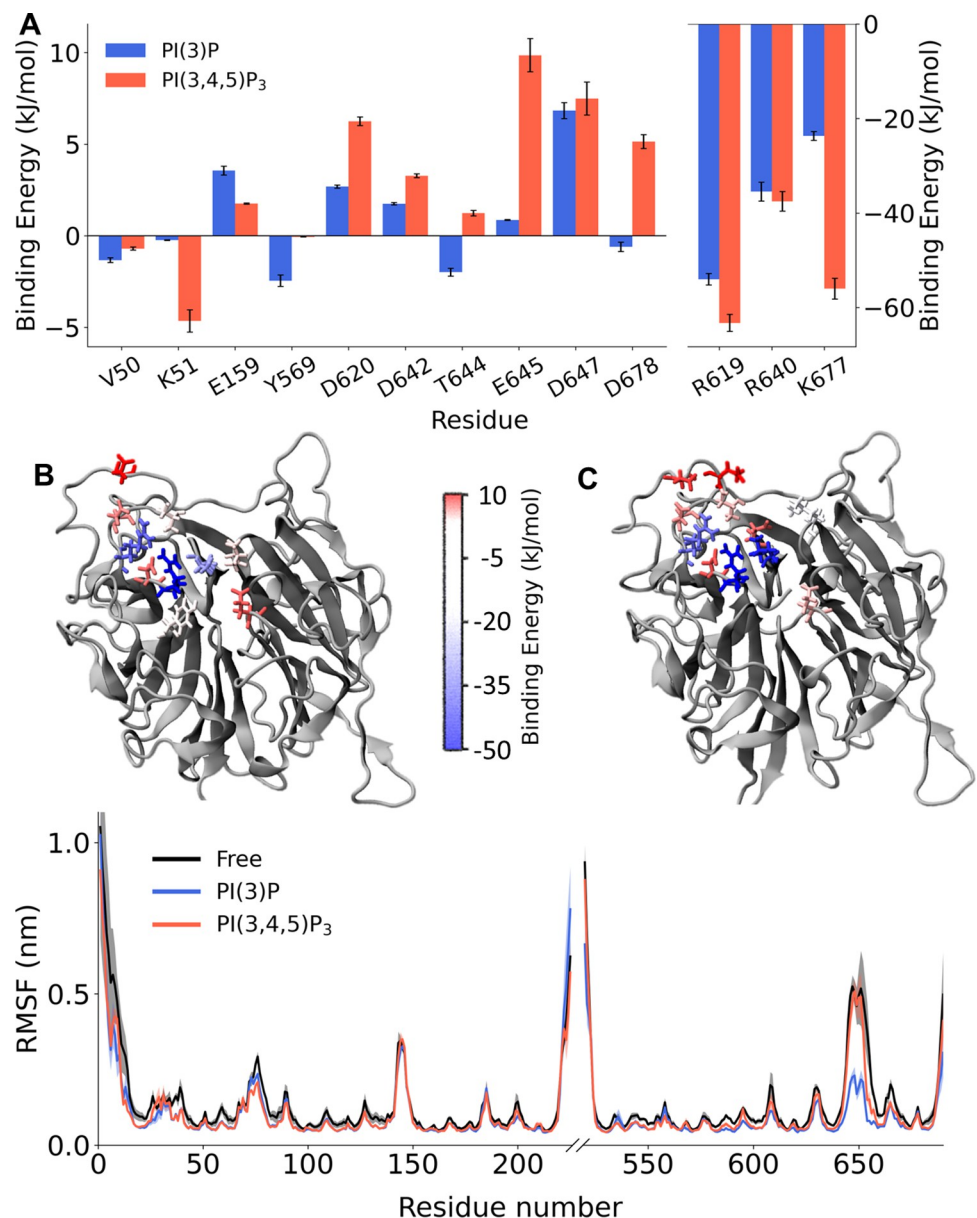 A
Binding Energy (kJ/mol)
10
5
0
−5
PI(3)P
PI(3,4,5)P₃
V50 K51 E159 Y569 D620 D642 T644 E645 D647 D678
R619 R640 K677
0
−20
−40
−60
Binding Energy (kJ/mol)
Residue
B
10
-5
-20
-35
-50
Binding Energy (kJ/mol)
C
RMSF (nm)
1.0
0.5
0.0
Free
PI(3)P
PI(3,4,5)P₃
0 50 100 150 200 550 600 650
Residue number